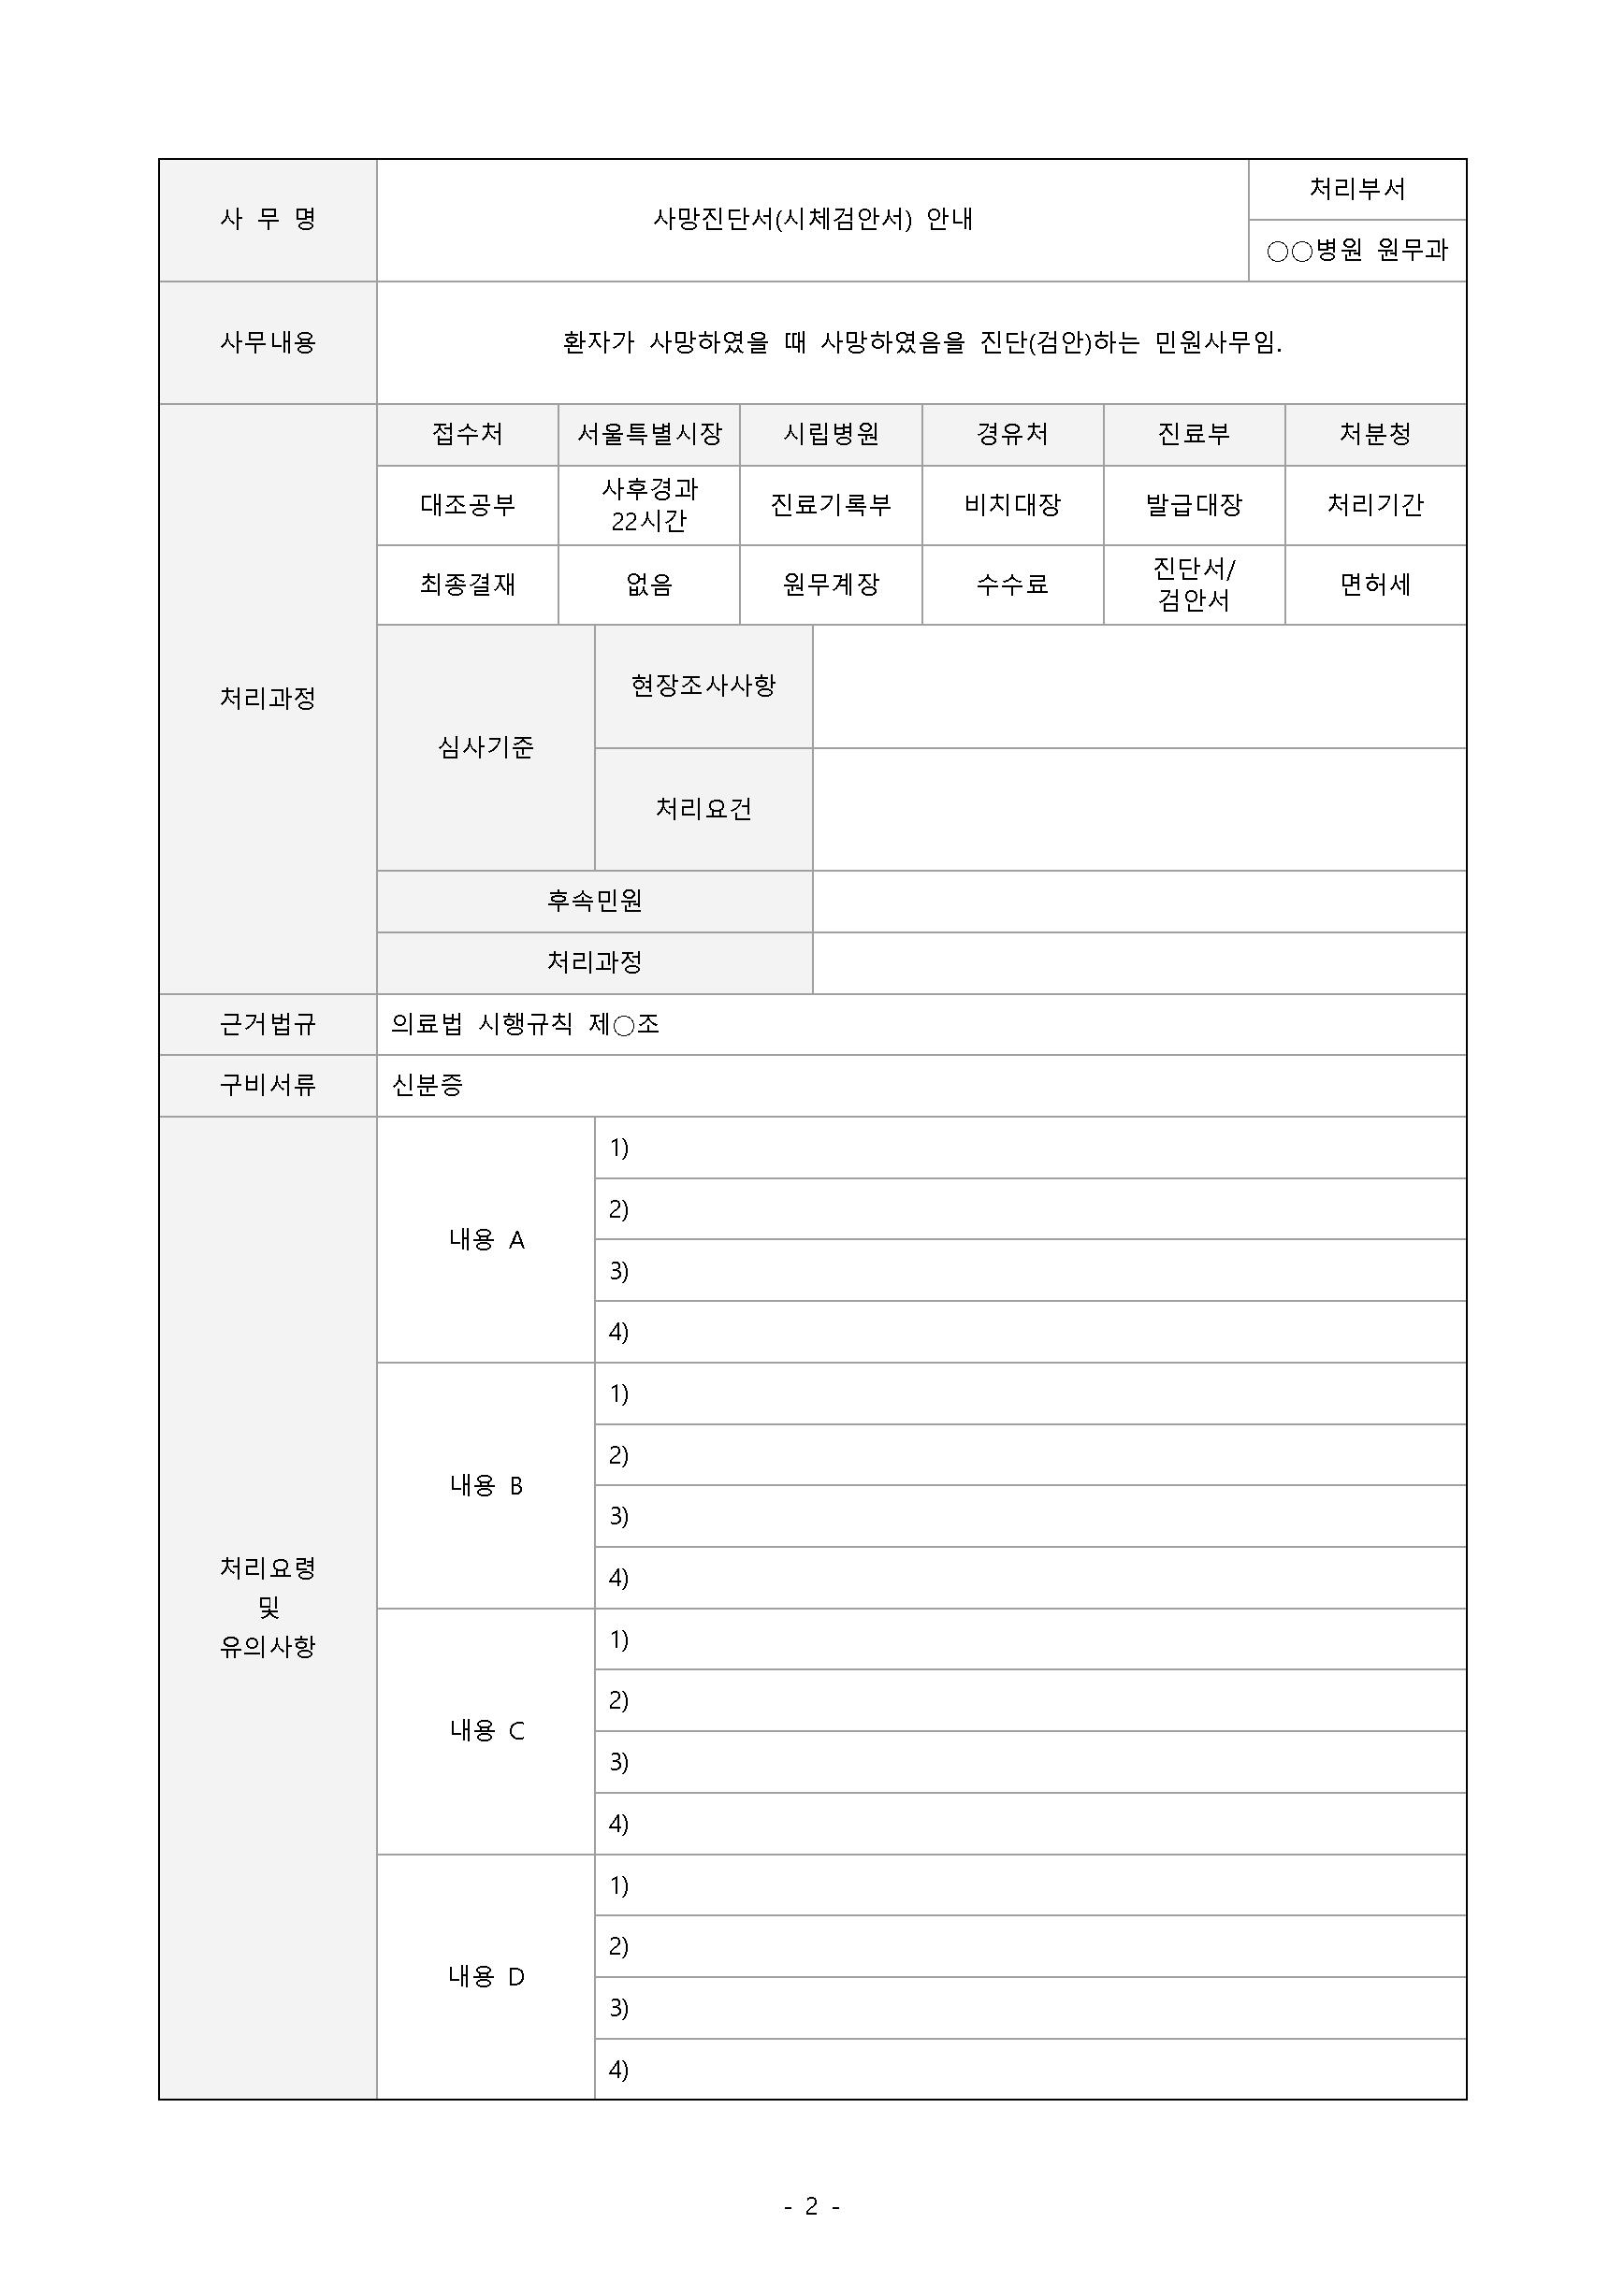 사 무 명
사망진단서(시체검안서) 안내
처리부서
○○병원 원무과
사무내용
환자가 사망하였을 때 사망하였음을 진단(검안)하는 민원사무임.
처리과정
접수처
서울특별시장
시립병원
경유처
진료부
처분청
대조공부
사후경과
22시간
진료기록부
비치대장
발급대장
처리기간
최종결재
없음
원무계장
수수료
진단서/
검안서
면허세
심사기준
현장조사사항
처리요건
후속민원
처리과정
근거법규
의료법 시행규칙 제○조
구비서류
신분증
처리요령
및
유의사항
내용 A
1)
2)
3)
4)
내용 B
1)
2)
3)
4)
내용 C
1)
2)
3)
4)
내용 D
1)
2)
3)
4)
- 2 -